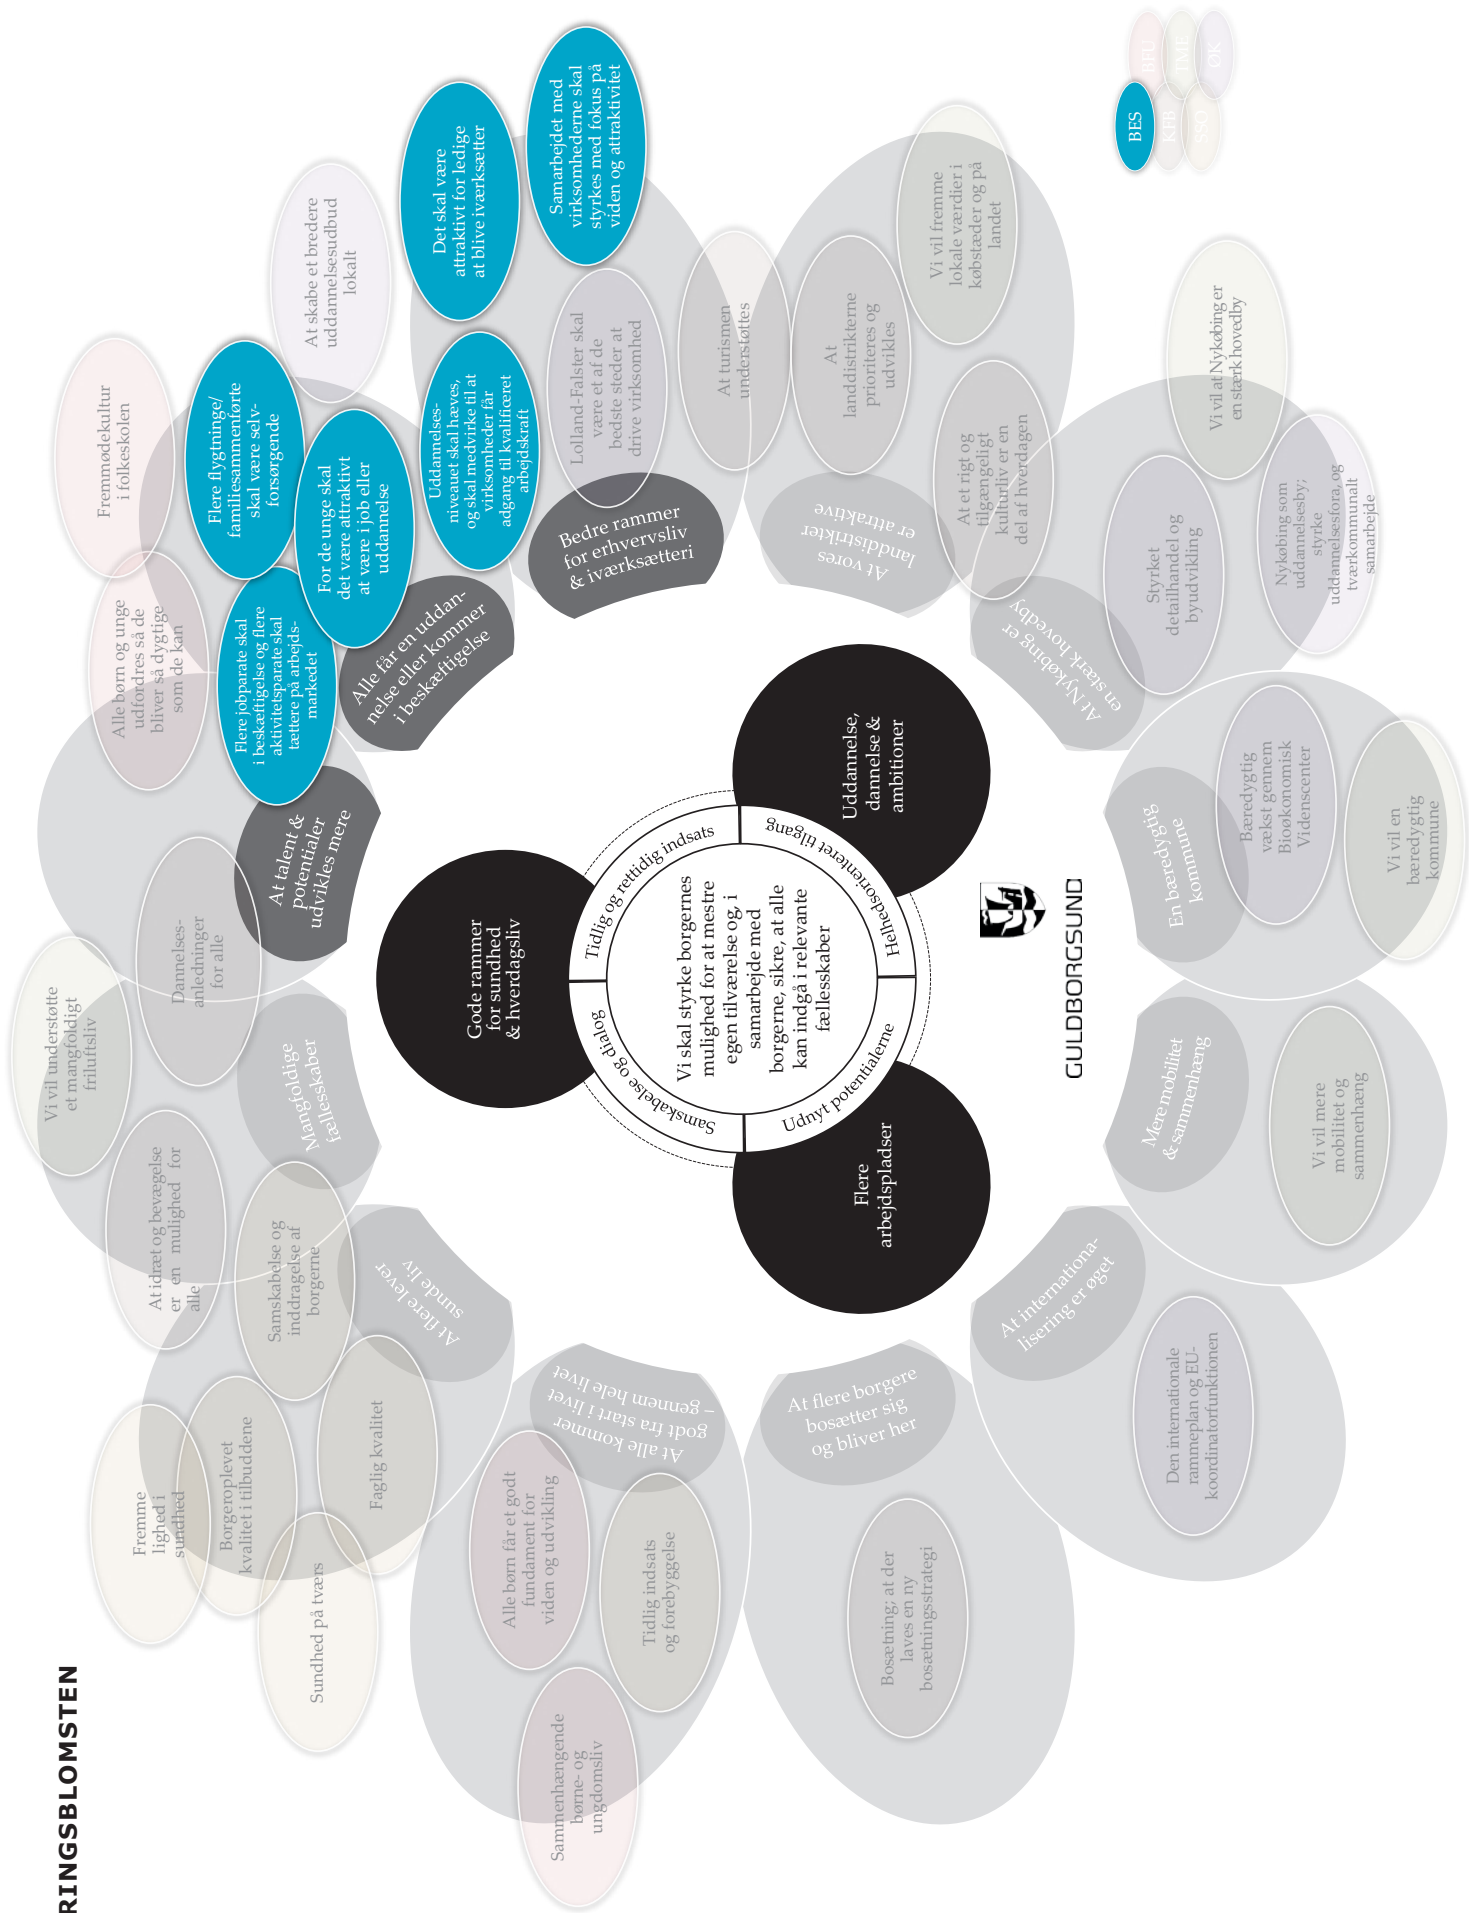 RINGSBLOMSTEN
Vi skal styrke borgernes
mulighed for at mestre
egen tilværelse og, i
samarbejde med
borgerne, sikre, at alle
kan indgå i relevante
fællesskaber
Samskabelse og dialog
Tidlig og rettidig indsats
Helhedsorienteret tilgang
Udnyt potentialerne
Gode rammer
for sundhed
& hverdagsliv
Uddannelse,
dannelse &
ambitioner
Flere
arbejdspladser
GULDBORGSUND
Mangfoldige
fællesskaber
Vi vil understøtte
et mangfoldigt
friluftsliv
At idræt og bevægelse
er en mulighed for
alle
Dannelses-
anledninger
for alle
At talent &
potentialer
udvikles mere
Alle børn og unge
udfordres så de
bliver så dygtige
som de kan
Fremmødekultur
i folkeskolen
Flere jobparate skal
i beskæftigelse og flere
aktivitetsparate skal
tættere på arbejds-
markedet
Alle får en uddan-
nelse eller kommer
i beskæftigelse
Flere flygtninge/
familiesammenførte
skal være selv-
forsørgende
For de unge skal
det være attraktivt
at være i job eller
uddannelse
At skabe et bredere
uddannelsesudbud
lokalt
Bedre rammer
for erhvervsliv
& iværksætteri
Uddannelses-
niveauet skal hæves,
og skal medvirke til at
virksomheder får
adgang til kvalificeret
arbejdskraft
Det skal være
attraktivt for ledige
at blive iværksætter
Samarbejdet med
virksomhederne skal
styrkes med fokus på
viden og attraktivitet
Lolland-Falster skal
være et af de
bedste steder at
drive virksomhed
At turismen
understøttes
At vores
landdistrikter
er attraktive
At
landdistrikterne
prioriteres og
udvikles
Vi vil fremme
lokale værdier i
købstæder og på
landet
At et rigt og
tilgængeligt
kulturliv er en
del af hverdagen
At Nykøbing er
en stærk hovedby
Vi vil at Nykøbing er
en stærk hovedby
Styrket
detailhandel og
byudvikling
Nykøbing som
uddannelsesby;
styrke
uddannelsesfora, og
tværkommunalt
samarbejde
En bæredygtig
kommune
Bæredygtig
vækst gennem
Bioøkonomisk
Videnscenter
Vi vil en
bæredygtig
kommune
Mere mobilitet
& sammenhæng
Vi vil mere
mobilitet og
sammenhæng
At internationa-
lisering er øget
Den internationale
rammeplan og EU-
koordinatorfunktionen
At flere borgere
bosætter sig
og bliver her
Bosætning; at der
laves en ny
bosætningsstrategi
At alle kommer
godt fra start i livet
– gennem hele livet
Alle børn får et godt
fundament for
viden og udvikling
Tidlig indsats
og forebyggelse
Sammenhængende
børne- og
ungdomsliv
At flere lever
sunde liv
Samskabelse og
inddragelse af
borgerne
Faglig kvalitet
Borgeroplevet
kvalitet i tilbuddene
Fremme
lighed i
sundhed
Sundhed på tværs
BES
BFU
KFB
TME
SSO
ØK